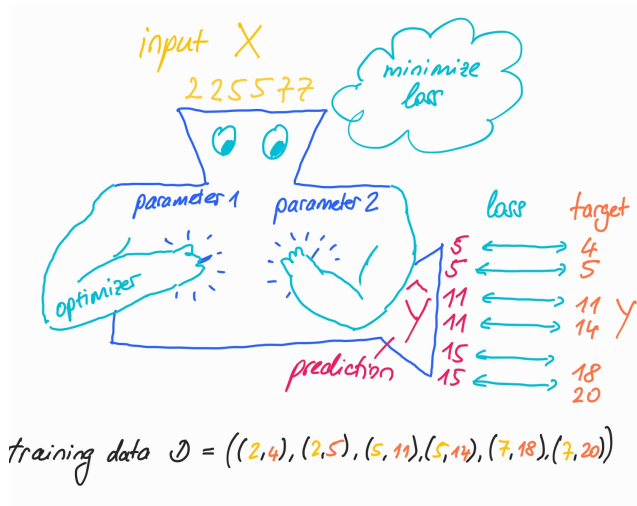 input X
2 2 5 5 7 7
minimize
loss
parameter 1
parameter 2
optimizer
loss
target
5
5
11
11
15
15
4
5
11
14
18
20
Ŷ
Y
prediction
training data D = ((2,4), (2,5), (5, 11), (5,14), (7, 18), (7, 20))